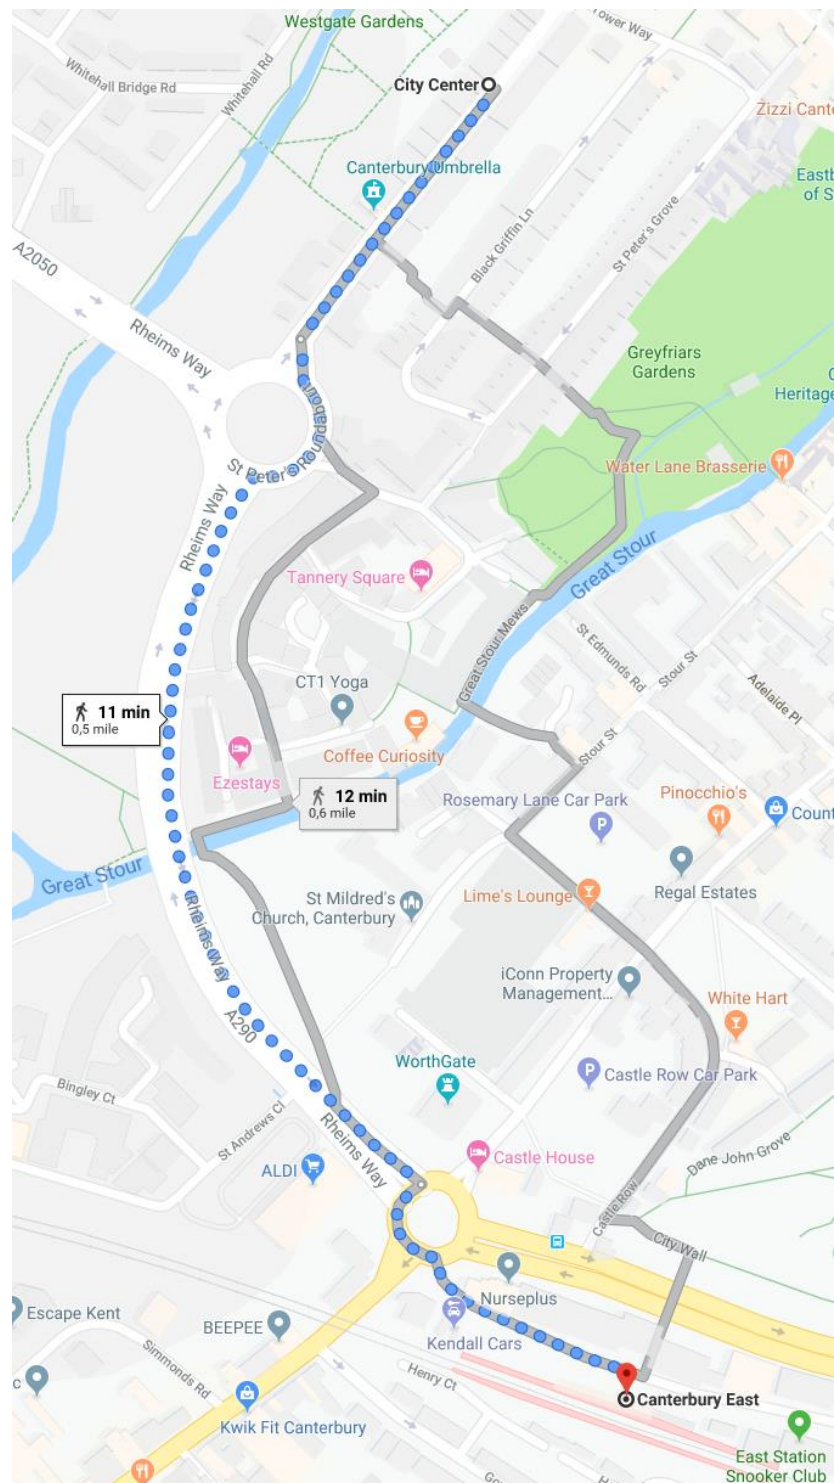 Westgate Gardens
Tower Way
Whitehall Bridge Rd
Whitehall Rd
City Center
Zizzi Cant
Canterbury Umbrella
Eastb
of S
Black Griffin Ln
St Peter's Grove
A2050
Rheims Way
Greyfriars
Gardens
Heritage
St Peter's Roundabout
Water Lane Brasserie
Rheims Way
Great Stour
Tannery Square
Great Stour Mews
St Edmunds Rd
Stour St
Adelaide Pl
CT1 Yoga
11 min
0,5 mile
Coffee Curiosity
Stour St
Ezestays
12 min
0,6 mile
Rosemary Lane Car Park
Pinocchio's
Count
Great Stour
Rheims Way
St Mildred's
Church, Canterbury
Lime's Lounge
Regal Estates
iConn Property
Management...
White Hart
A290
WorthGate
Castle Row Car Park
Bingley Ct
St Andrews Cl
Rheims Way
ALDI
Castle House
Dane John Grove
Castle Row
City Wall
Nurseplus
Escape Kent
BEEPEE
Kendall Cars
Simmonds Rd
Henry Ct
c
Canterbury East
Kwik Fit Canterbury
East Station
Snooker Club